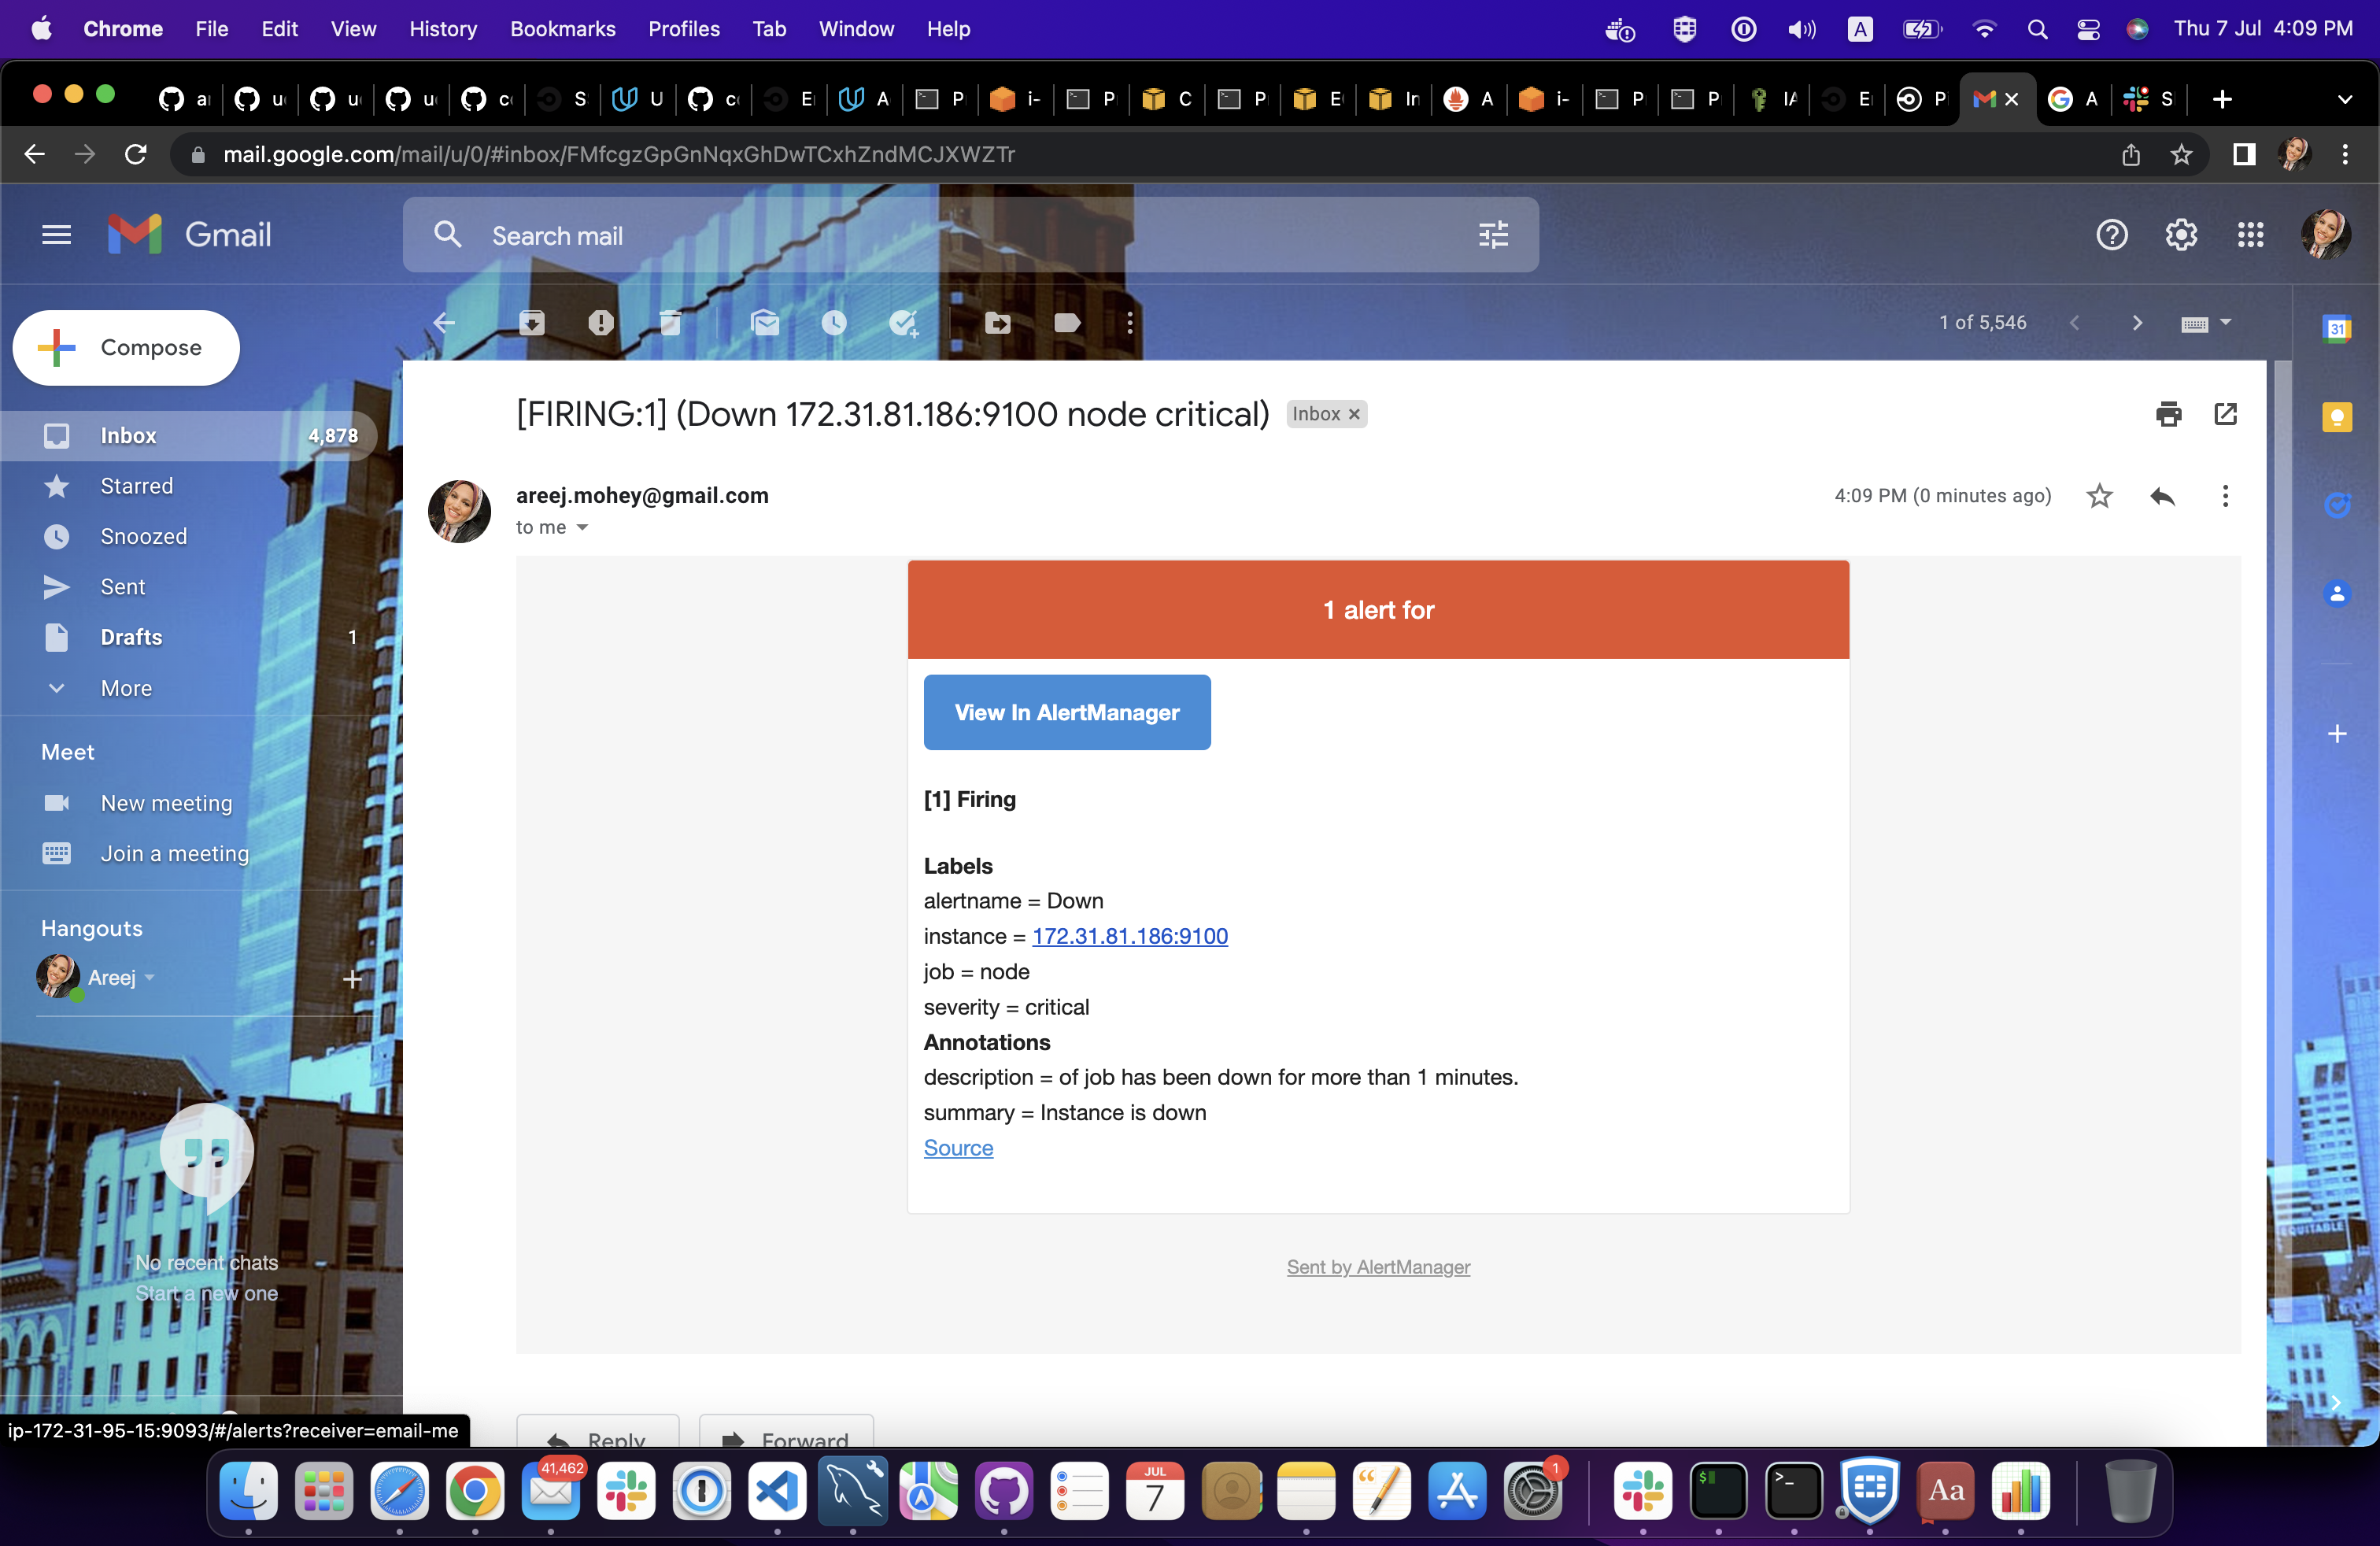 Chrome File Edit View History Bookmarks Profiles Tab Window Help
A
Thu 7 Jul 4:09 PM
S U A P i- P C P E In A i- P P IA E Pi × A S
mail.google.com/mail/u/0/#inbox/FMfcgzGpGnNqxGhDwTCxhZndMCJXWZTr
Gmail
Search mail
Compose
1 of 5,546
31
Inbox 4,878
Starred
Snoozed
Sent
Drafts 1
More
Meet
New meeting
Join a meeting
Hangouts
Areej
No recent chats
Start a new one
[FIRING:1] (Down 172.31.81.186:9100 node critical) Inbox ×
areej.mohey@gmail.com
4:09 PM (0 minutes ago)
to me
1 alert for
View In AlertManager
[1] Firing
Labels
alertname = Down
instance = 172.31.81.186:9100
job = node
severity = critical
Annotations
description = of job has been down for more than 1 minutes.
summary = Instance is down
Source
Sent by AlertManager
EQUITABLE
Reply
Forward
ip-172-31-95-15:9093/#/alerts?receiver=email-me
41,462
JUL
7
1
$
>_
Aa